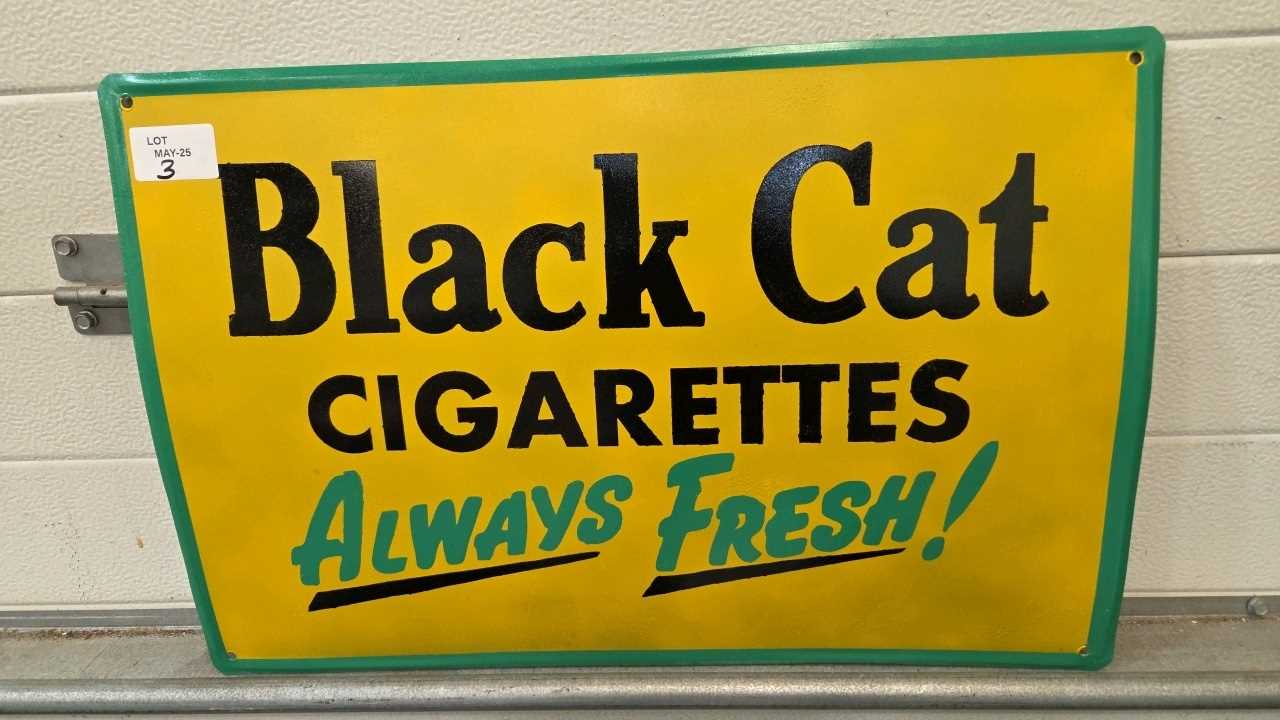 LOT
MAY-25
3
Black Cat
CIGARETTES
ALWAYS FRESH!